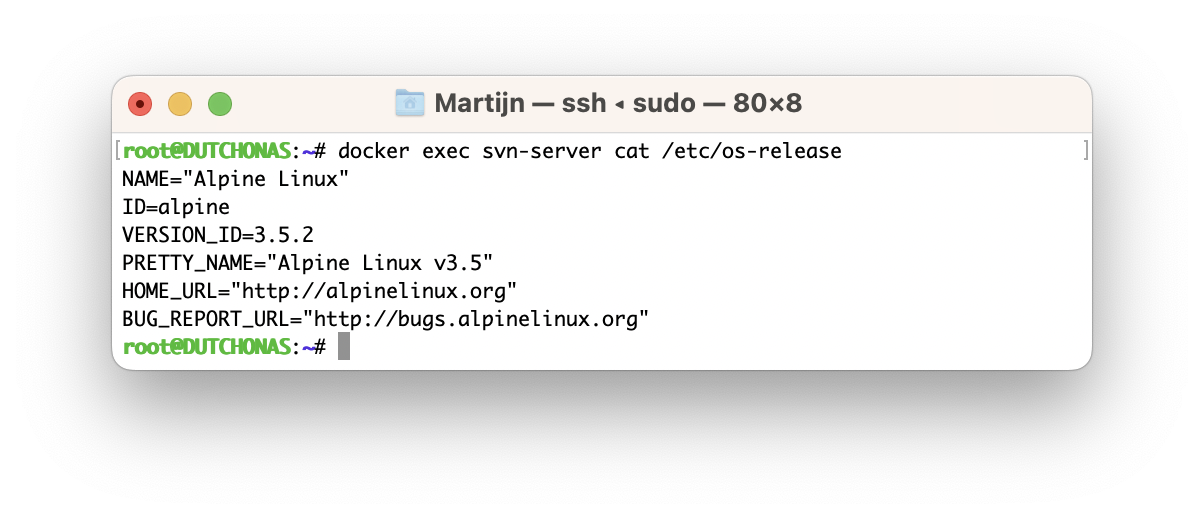 Martijn — ssh ◂ sudo — 80×8
[root@DUTCHONAS:~# docker exec svn-server cat /etc/os-release ]
NAME="Alpine Linux"
ID=alpine
VERSION_ID=3.5.2
PRETTY_NAME="Alpine Linux v3.5"
HOME_URL="http://alpinelinux.org"
BUG_REPORT_URL="http://bugs.alpinelinux.org"
root@DUTCHONAS:~#